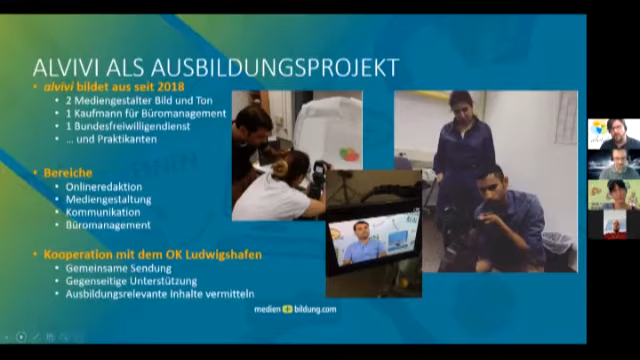 ALVIVI ALS AUSBILDUNGSPROJEKT
• alvivi bildet aus seit 2018
• 2 Mediengestalter Bild und Ton
• 1 Kaufmann für Büromanagement
• 1 Bundesfreiwilligendienst
• ... und Praktikanten
• Bereiche
• Onlineredaktion
• Mediengestaltung
• Kommunikation
• Büromanagement
• Kooperation mit dem OK Ludwigshafen
• Gemeinsame Sendung
• Gegenseitige Unterstützung
• Ausbildungsrelevante Inhalte vermitteln
medien+bildung.com